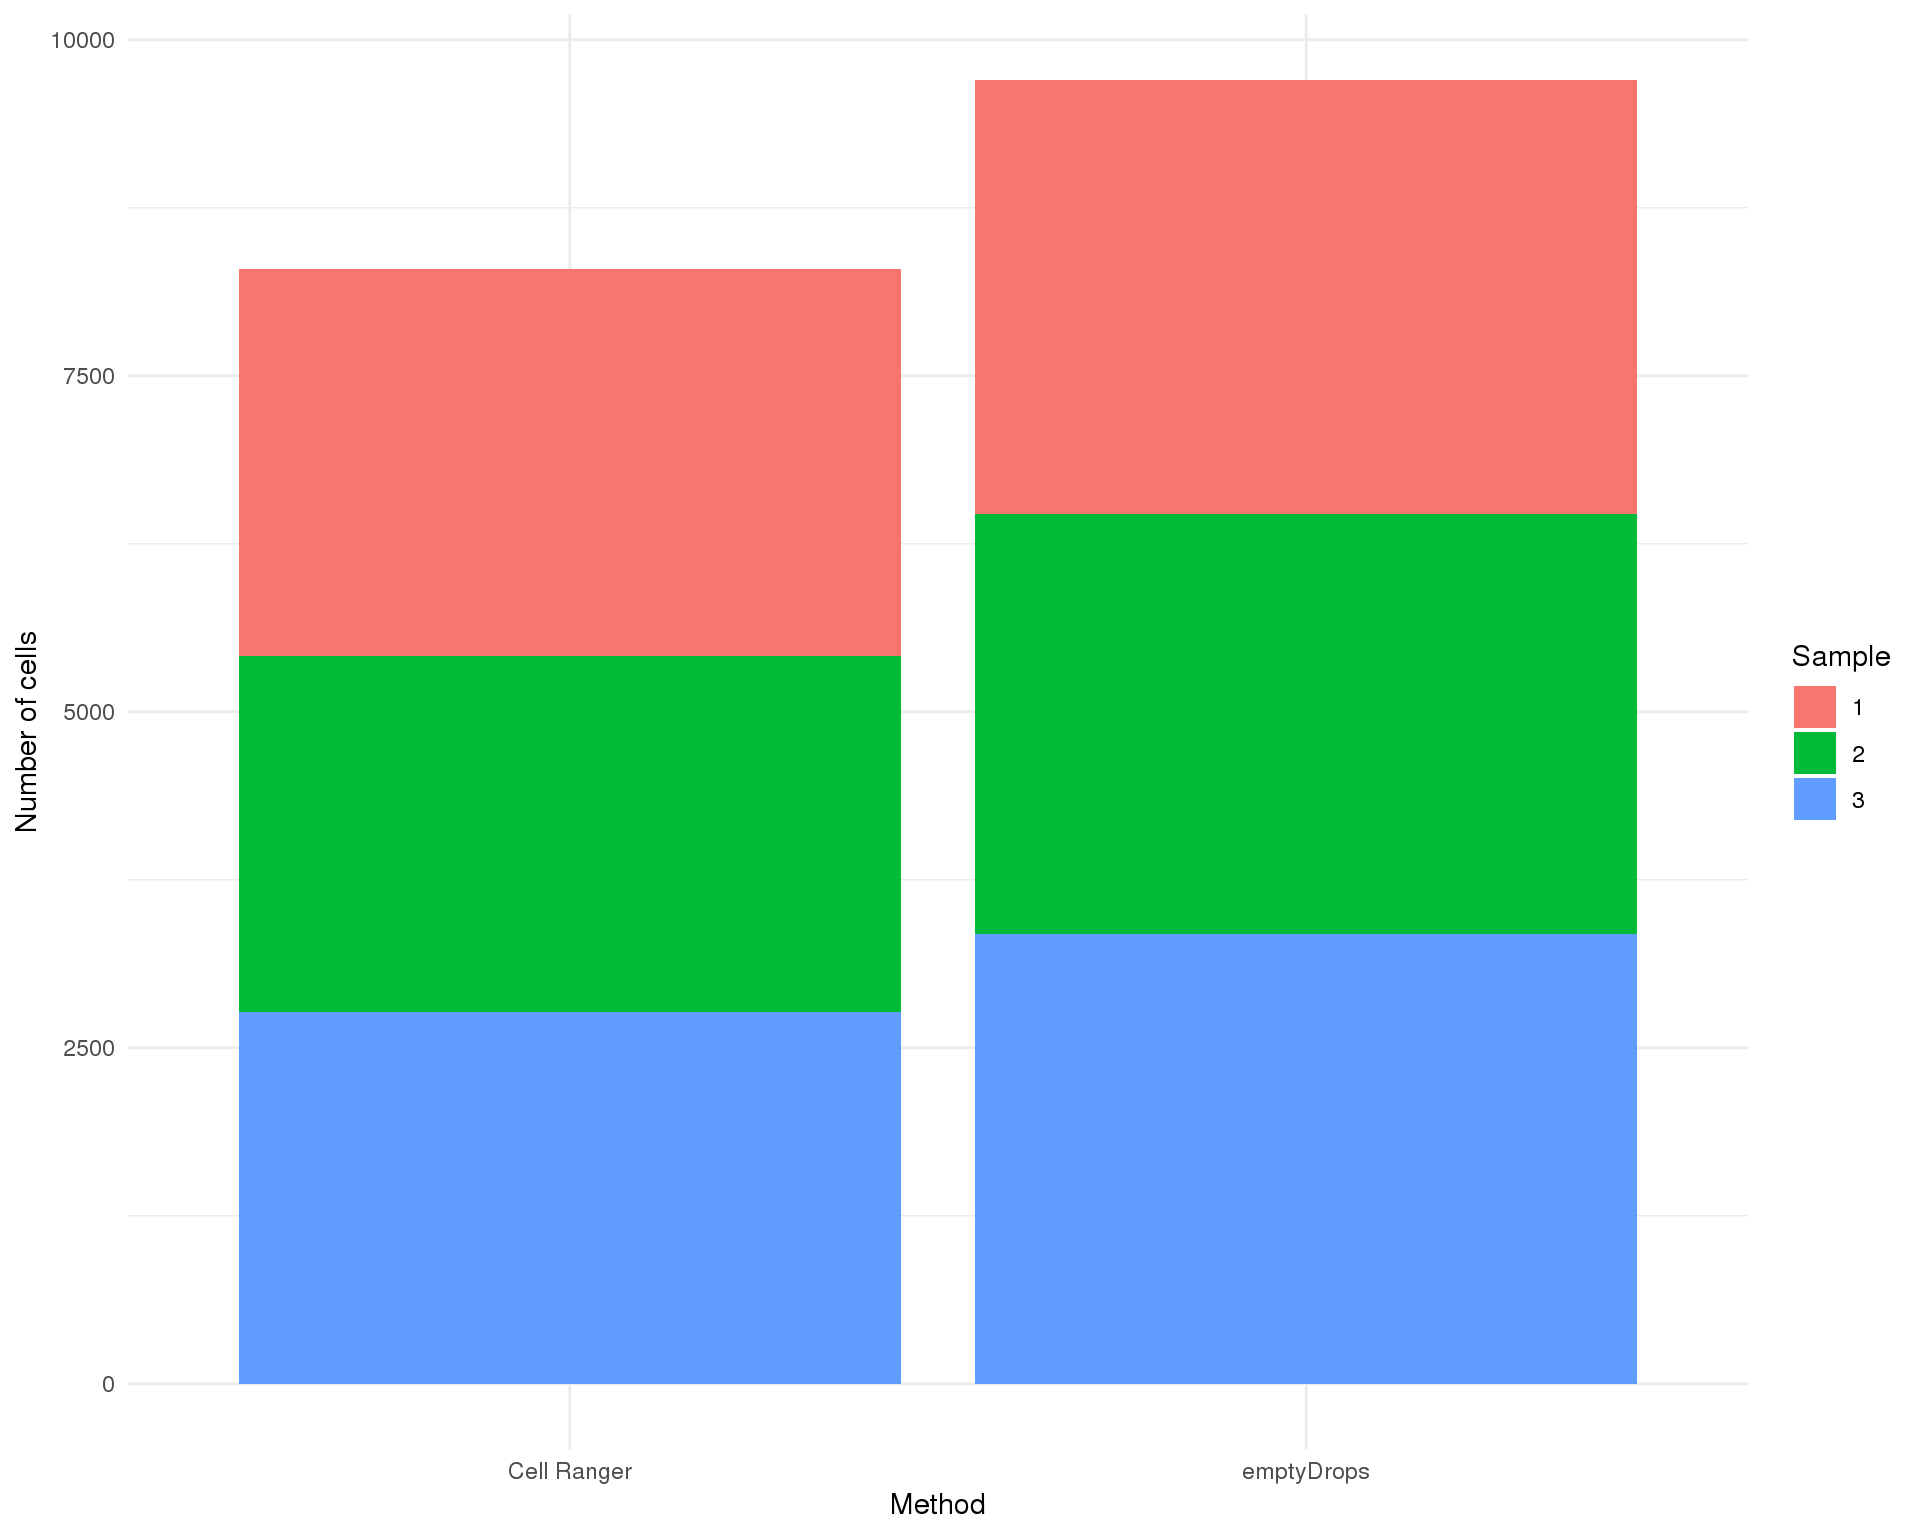 10000
7500
5000
2500
0
Number of cells
Cell Ranger
emptyDrops
Method
Sample
1
2
3